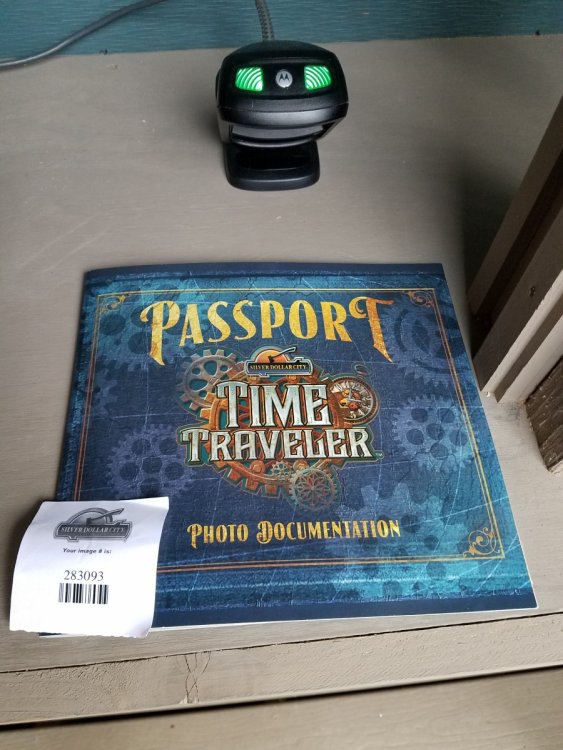 PASSPORT
SILVER DOLLAR CITY
TIME
TRAVELER
PHOTO DOCUMENTATION
SILVER DOLLAR CITY
Your image # is:
283093